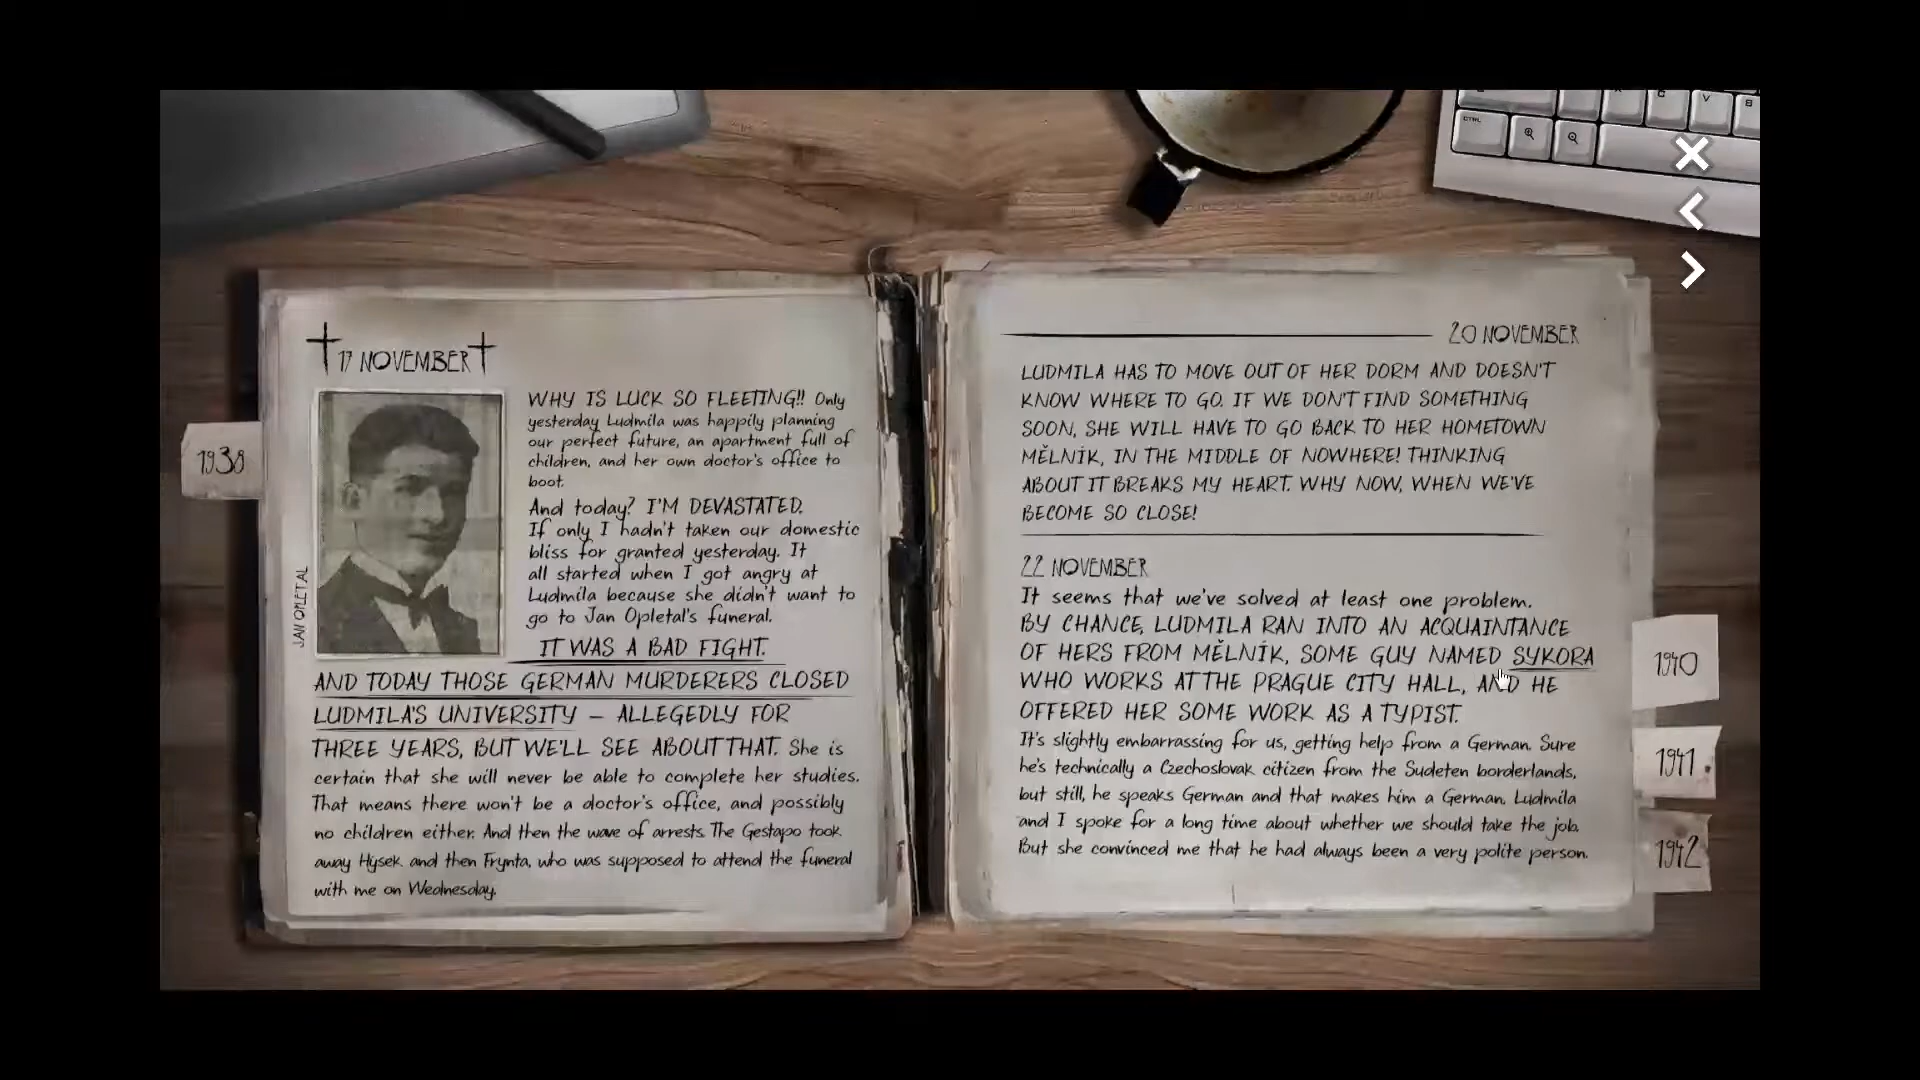 CTRL
C
V
B
1938
17 NOVEMBER
JAN OPLETAL
WHY IS LUCK SO FLEETING!! Only
yesterday Ludmila was happily planning
our perfect future, an apartment full of
children, and her own doctor's office to
boot.
And today? I'M DEVASTATED.
If only I hadn't taken our domestic
bliss for granted yesterday. It
all started when I got angry at
Ludmila because she didn't want to
go to Jan Opletal's funeral.
IT WAS A BAD FIGHT.
AND TODAY THOSE GERMAN MURDERERS CLOSED
LUDMILA'S UNIVERSITY – ALLEGEDLY FOR
THREE YEARS, BUT WE'LL SEE ABOUT THAT. She is
certain that she will never be able to complete her studies.
That means there won't be a doctor's office, and possibly
no children either. And then the wave of arrests. The Gestapo took
away Hýsek and then Frynta, who was supposed to attend the funeral
with me on Wednesday.
20 NOVEMBER
LUDMILA HAS TO MOVE OUT OF HER DORM AND DOESN'T
KNOW WHERE TO GO. IF WE DON'T FIND SOMETHING
SOON, SHE WILL HAVE TO GO BACK TO HER HOMETOWN
MĚLNÍK, IN THE MIDDLE OF NOWHERE! THINKING
ABOUT IT BREAKS MY HEART. WHY NOW, WHEN WE'VE
BECOME SO CLOSE!
22 NOVEMBER
It seems that we've solved at least one problem.
BY CHANCE, LUDMILA RAN INTO AN ACQUAINTANCE
OF HERS FROM MĚLNÍK, SOME GUY NAMED SYKORA
WHO WORKS AT THE PRAGUE CITY HALL, AND HE
OFFERED HER SOME WORK AS A TYPIST.
It's slightly embarrassing for us, getting help from a German. Sure
he's technically a Czechoslovak citizen from the Sudeten borderlands,
but still, he speaks German and that makes him a German. Ludmila
and I spoke for a long time about whether we should take the job.
But she convinced me that he had always been a very polite person.
1940
1941
1942